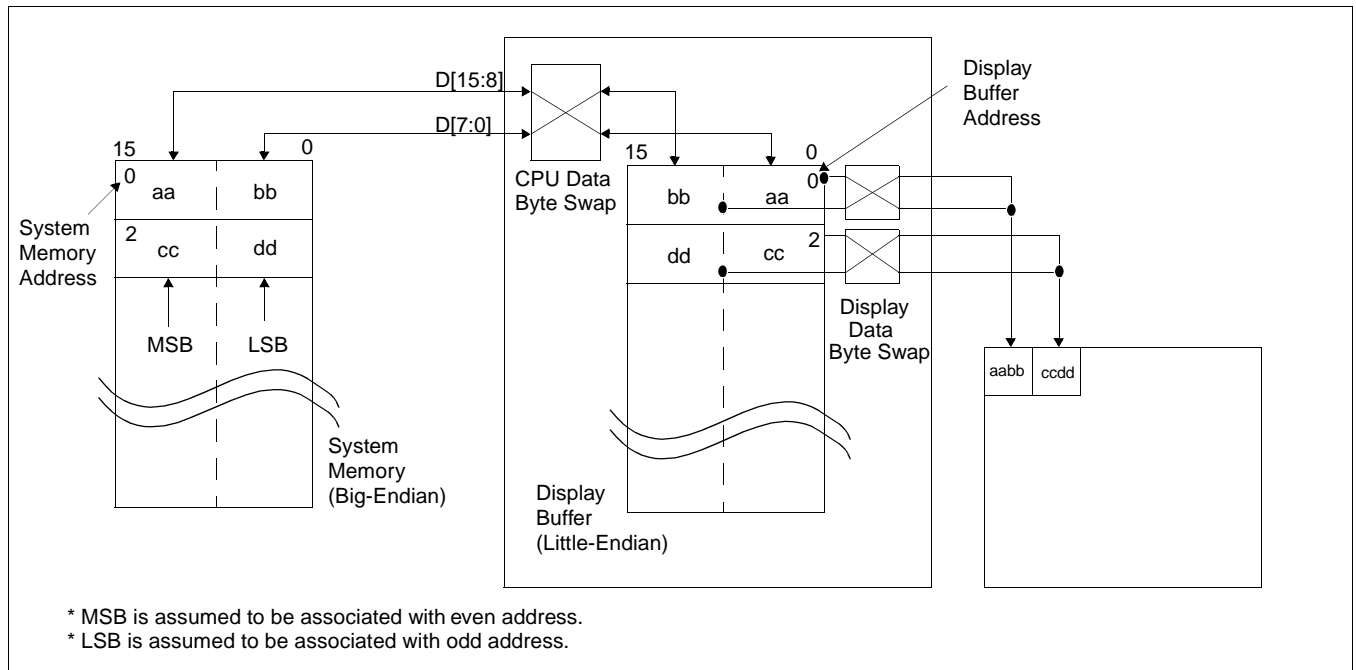 D[15:8]
D[7:0]
15
0
0
aa
bb
2
cc
dd
MSB
LSB
System
Memory
Address
System
Memory
(Big-Endian)
CPU Data
Byte Swap
15
0
0
bb
aa
2
dd
cc
Display
Buffer
Address
Display
Data
Byte Swap
Display
Buffer
(Little-Endian)
aabb
ccdd
* MSB is assumed to be associated with even address.
* LSB is assumed to be associated with odd address.